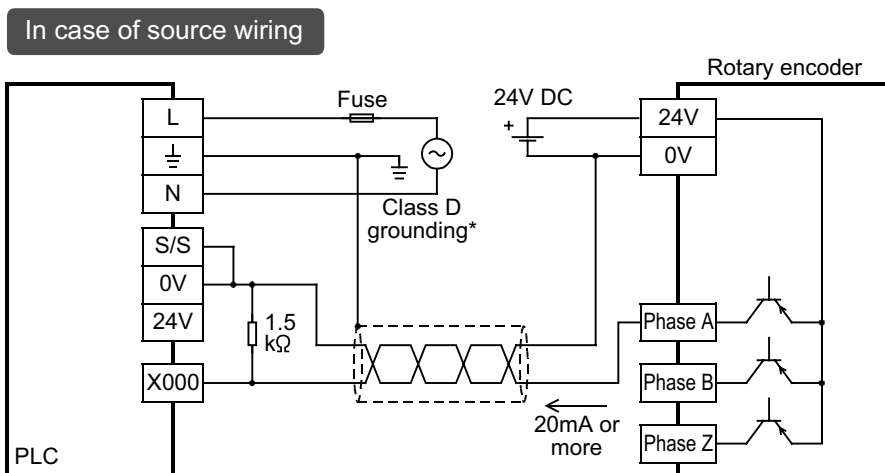 In case of source wiring
Rotary encoder
Fuse
24V DC
+
L
24V
0V
N
Class D
grounding*
S/S
0V
24V
1.5
kΩ
Phase A
X000
Phase B
20mA or
more
Phase Z
PLC